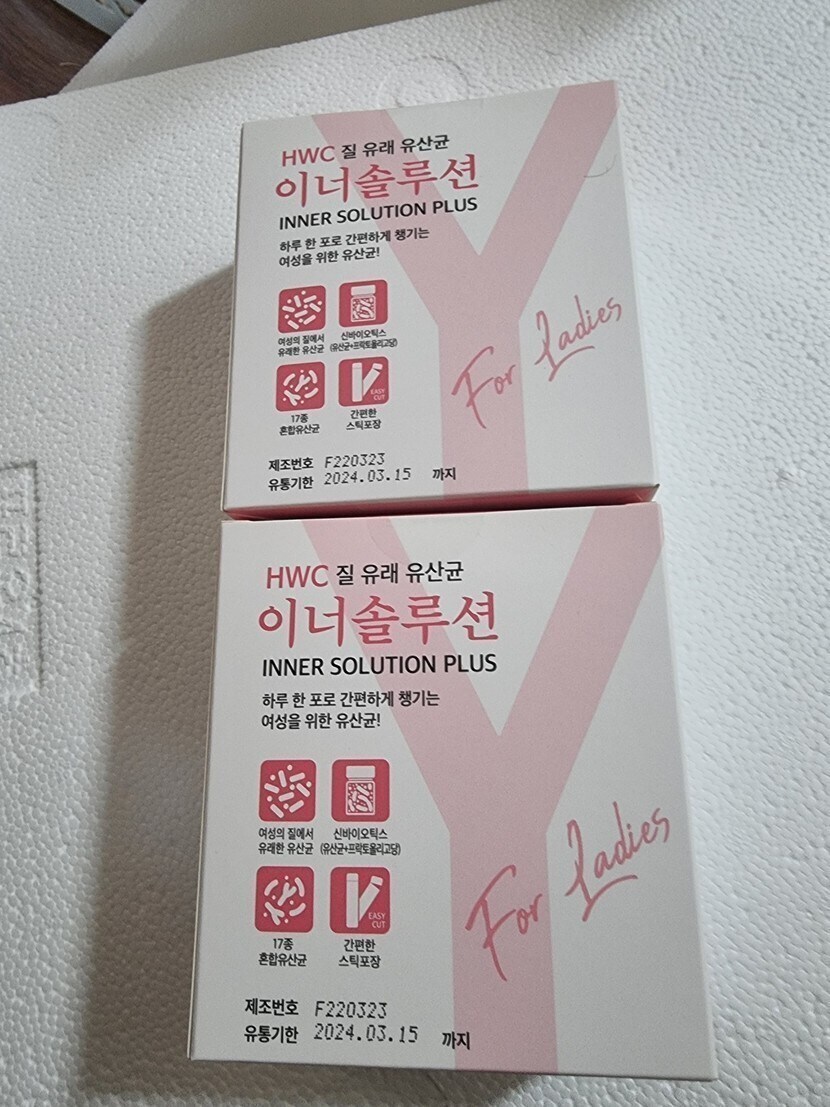 HWC 질 유래 유산균
이너솔루션
INNER SOLUTION PLUS
하루 한 포로 간편하게 챙기는
여성을 위한 유산균!
여성의 질에서
유래한 유산균
신바이오틱스
(유산균+프락토올리고당)
17종
혼합유산균
EASY
CUT
간편한
스틱포장
For Ladies
제조번호 F220323
유통기한 2024.03.15 까지
HWC 질 유래 유산균
이너솔루션
INNER SOLUTION PLUS
하루 한 포로 간편하게 챙기는
여성을 위한 유산균!
여성의 질에서
유래한 유산균
신바이오틱스
(유산균+프락토올리고당)
17종
혼합유산균
EASY
CUT
간편한
스틱포장
For Ladies
제조번호 F220323
유통기한 2024.03.15 까지